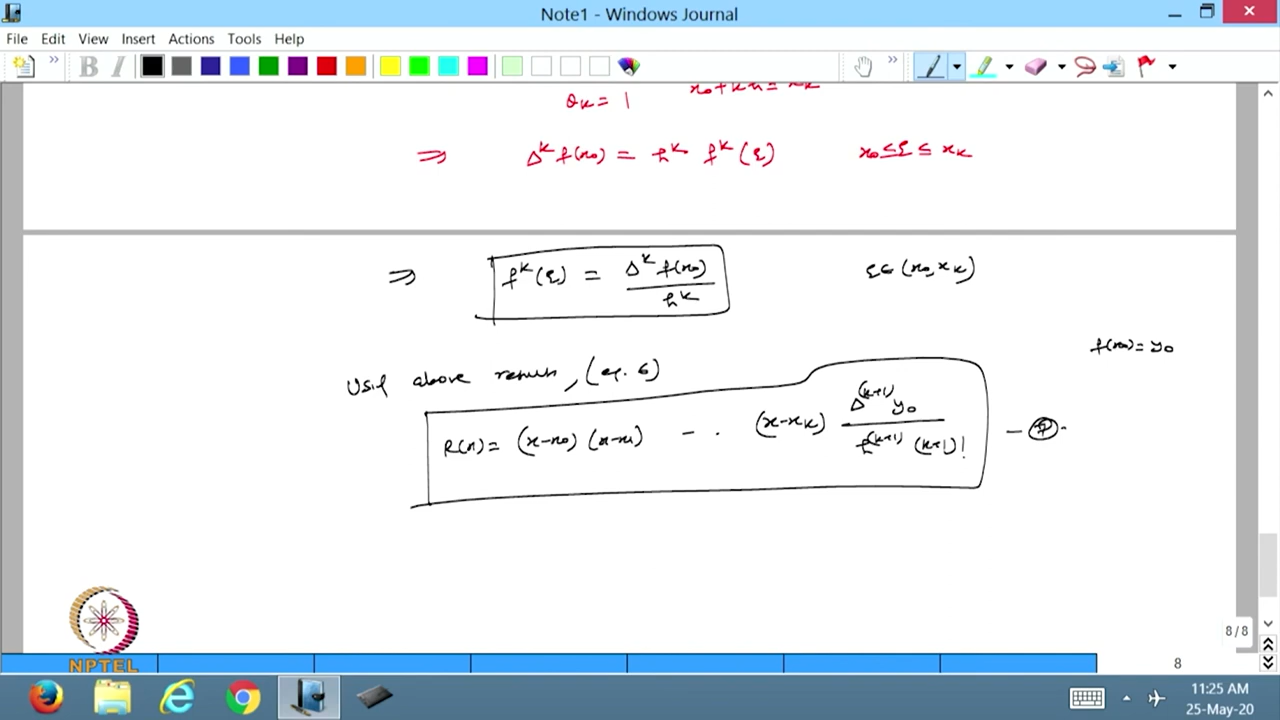 Note1 - Windows Journal
File Edit View Insert Actions Tools Help
θk = 1
⇒ Δ^k f(x0) = h^k f^k(ξ) x0 ≤ ξ ≤ xk
⇒ f^k(ξ) = Δ^k f(x0) / h^k ξ ∈ (x0, xk)
f(x0) = y0
above (eq. 6)
R(x) = (x-x0) (x-x1) - - . (x-xk) Δ^(k+1) y0 / h^(k+1) (k+1)! - 7
8/8
NPTEL
8
11:25 AM
25-May-20